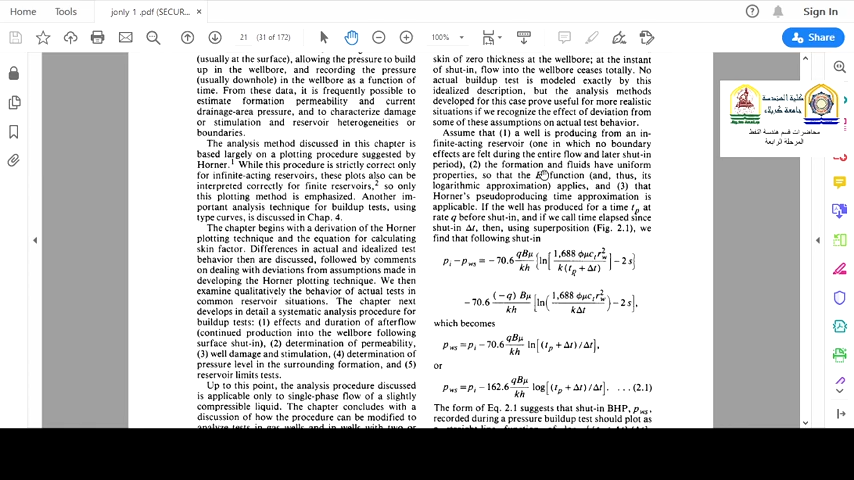 Home
Tools
jonly 1 .pdf (SECUR...
×
Sign In
21
(31 of 172)
100%
Share
(usually at the surface), allowing the pressure to build
up in the wellbore, and recording the pressure
(usually downhole) in the wellbore as a function of
time. From these data, it is frequently possible to
estimate formation permeability and current
drainage-area pressure, and to characterize damage
or stimulation and reservoir heterogeneities or
boundaries.
The analysis method discussed in this chapter is
based largely on a plotting procedure suggested by
Horner.¹ While this procedure is strictly correct only
for infinite-acting reservoirs, these plots also can be
interpreted correctly for finite reservoirs,² so only
this plotting method is emphasized. Another im-
portant analysis technique for buildup tests, using
type curves, is discussed in Chap. 4.
The chapter begins with a derivation of the Horner
plotting technique and the equation for calculating
skin factor. Differences in actual and idealized test
behavior then are discussed, followed by comments
on dealing with deviations from assumptions made in
developing the Horner plotting technique. We then
examine qualitatively the behavior of actual tests in
common reservoir situations. The chapter next
develops in detail a systematic analysis procedure for
buildup tests: (1) effects and duration of afterflow
(continued production into the wellbore following
surface shut-in), (2) determination of permeability,
(3) well damage and stimulation, (4) determination of
pressure level in the surrounding formation, and (5)
reservoir limits tests.
Up to this point, the analysis procedure discussed
is applicable only to single-phase flow of a slightly
compressible liquid. The chapter concludes with a
discussion of how the procedure can be modified to
analyze tests in gas wells and in wells with two or
skin of zero thickness at the wellbore; at the instant
of shut-in, flow into the wellbore ceases totally. No
actual buildup test is modeled exactly by this
idealized description, but the analysis methods
developed for this case prove useful for more realistic
situations if we recognize the effect of deviation from
some of these assumptions on actual test behavior.
Assume that (1) a well is producing from an in-
finite-acting reservoir (one in which no boundary
effects are felt during the entire flow and later shut-in
period), (2) the formation and fluids have uniform
properties, so that the Ei function (and, thus, its
logarithmic approximation) applies, and (3) that
Horner's pseudoproducing time approximation is
applicable. If the well has produced for a time tₚ at
rate q before shut-in, and if we call time elapsed since
shut-in Δt, then, using superposition (Fig. 2.1), we
find that following shut-in
pᵢ − p_ws = −70.6 qBμ/kh {ln[1,688 φμcₜr_w²/k(tₚ + Δt)] − 2s}
−70.6 (−q) Bμ/kh [ln(1,688 φμcₜr_w²/kΔt) − 2s],
which becomes
p_ws = pᵢ − 70.6 qBμ/kh ln[(tₚ + Δt)/Δt],
or
p_ws = pᵢ − 162.6 qBμ/kh log[(tₚ + Δt)/Δt]. ....(2.1)
The form of Eq. 2.1 suggests that shut-in BHP, p_ws,
recorded during a pressure buildup test should plot as
كلية الهندسة
جامعة كربلاء
محاضرات قسم هندسة النفط
المرحلة الرابعة